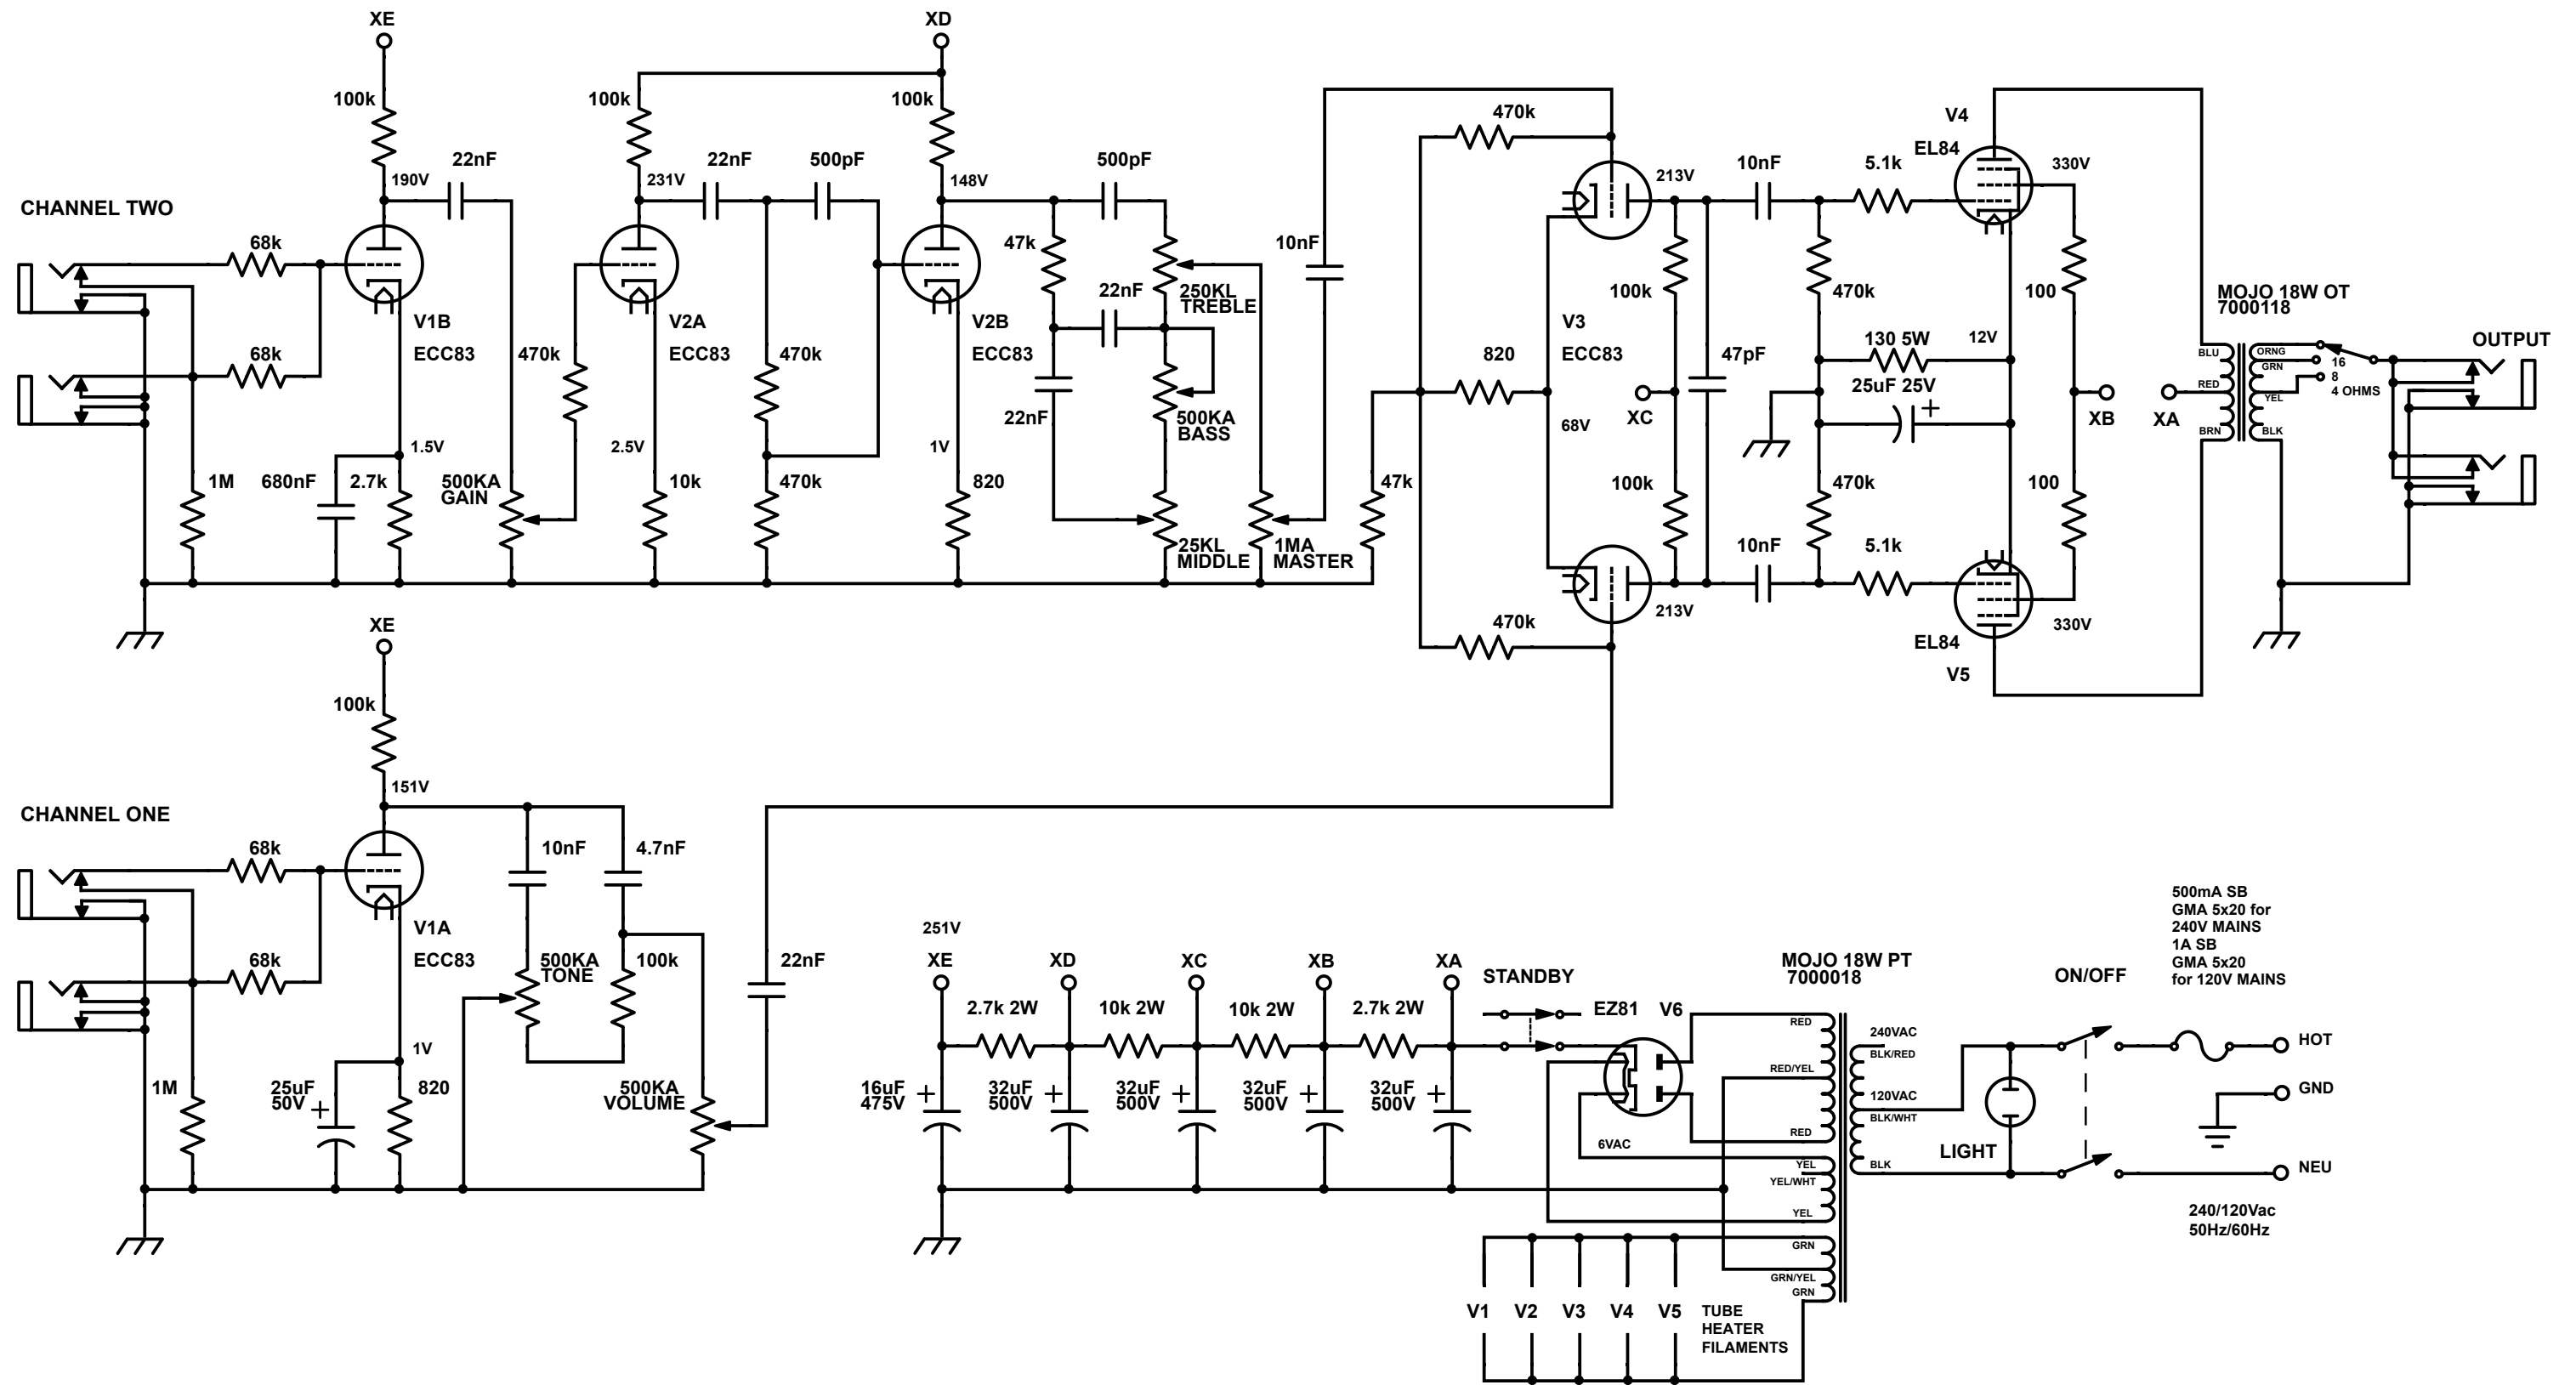 XE
XD
100k
100k
100k
22nF
22nF
500pF
500pF
190V
231V
148V
CHANNEL TWO
68k
68k
V1B
ECC83
V2A
ECC83
V2B
ECC83
470k
470k
1.5V
2.5V
1V
1M
680nF
2.7k
500KA
GAIN
10k
470k
820
47k
22nF
250KL
TREBLE
22nF
500KA
BASS
25KL
MIDDLE
1MA
MASTER
10nF
47k
470k
820
470k
V3
ECC83
68V
213V
213V
100k
100k
XC
47pF
10nF
10nF
5.1k
5.1k
470k
470k
130 5W
25uF 25V
12V
V4
EL84
330V
EL84
V5
330V
100
100
XB
XA
MOJO 18W OT
7000118
BLU
RED
BRN
ORNG
GRN
YEL
BLK
16
8
4 OHMS
OUTPUT
XE
100k
151V
CHANNEL ONE
68k
68k
V1A
ECC83
1V
1M
25uF
50V
820
10nF
4.7nF
500KA
TONE
100k
500KA
VOLUME
22nF
251V
XE
XD
XC
XB
XA
2.7k 2W
10k 2W
10k 2W
2.7k 2W
16uF
475V
32uF
500V
32uF
500V
32uF
500V
32uF
500V
STANDBY
EZ81
V6
6VAC
MOJO 18W PT
7000018
RED
RED/YEL
RED
YEL
YEL/WHT
YEL
GRN
GRN/YEL
GRN
240VAC
BLK/RED
120VAC
BLK/WHT
BLK
LIGHT
ON/OFF
500mA SB
GMA 5x20 for
240V MAINS
1A SB
GMA 5x20
for 120V MAINS
HOT
GND
NEU
240/120Vac
50Hz/60Hz
V1
V2
V3
V4
V5
TUBE
HEATER
FILAMENTS